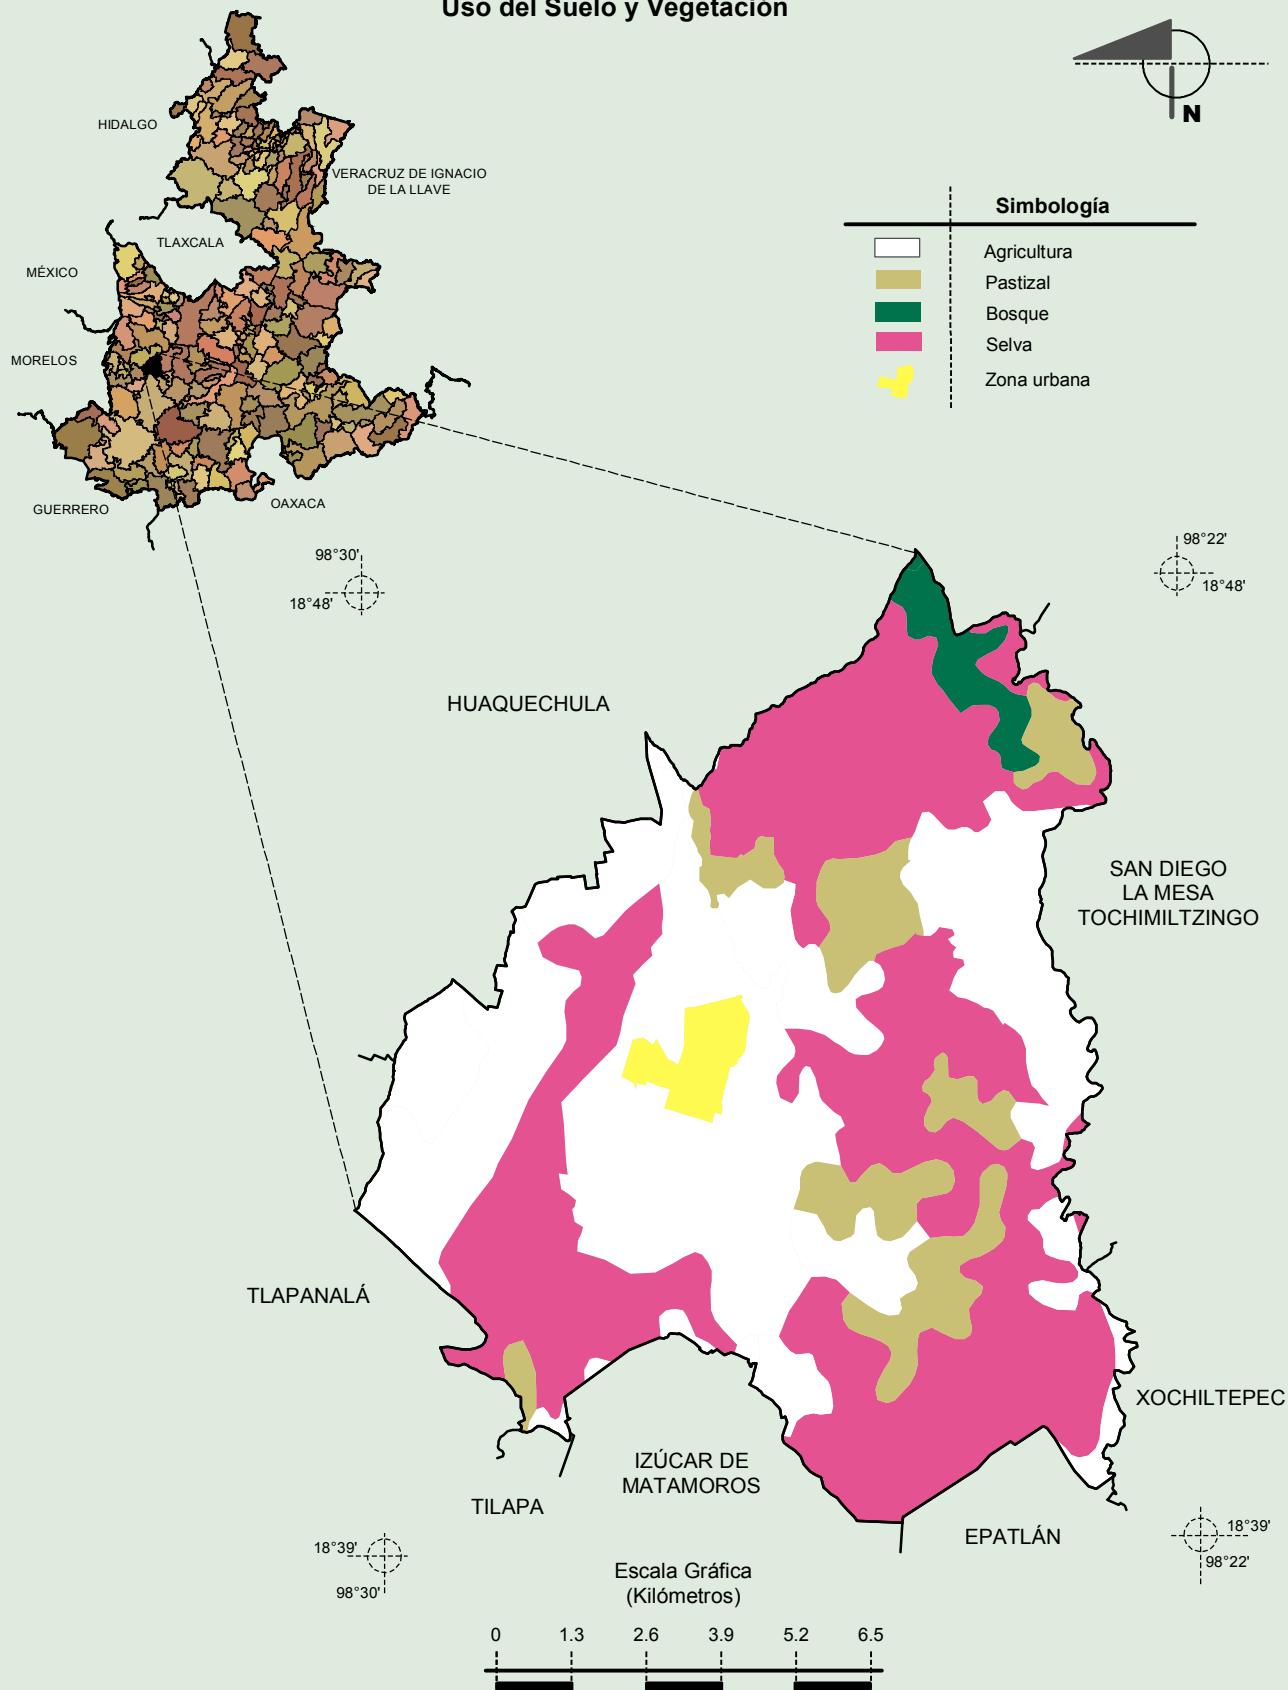 Uso del Suelo y Vegetación
N
HIDALGO
VERACRUZ DE IGNACIO
DE LA LLAVE
TLAXCALA
MÉXICO
MORELOS
GUERRERO
OAXACA
Simbología
Agricultura
Pastizal
Bosque
Selva
Zona urbana
98°30'
18°48'
98°22'
18°48'
HUAQUECHULA
SAN DIEGO
LA MESA
TOCHIMILTZINGO
TLAPANALÁ
XOCHILTEPEC
IZÚCAR DE
MATAMOROS
TILAPA
EPATLÁN
18°39'
98°30'
18°39'
98°22'
Escala Gráfica
(Kilómetros)
0 1.3 2.6 3.9 5.2 6.5